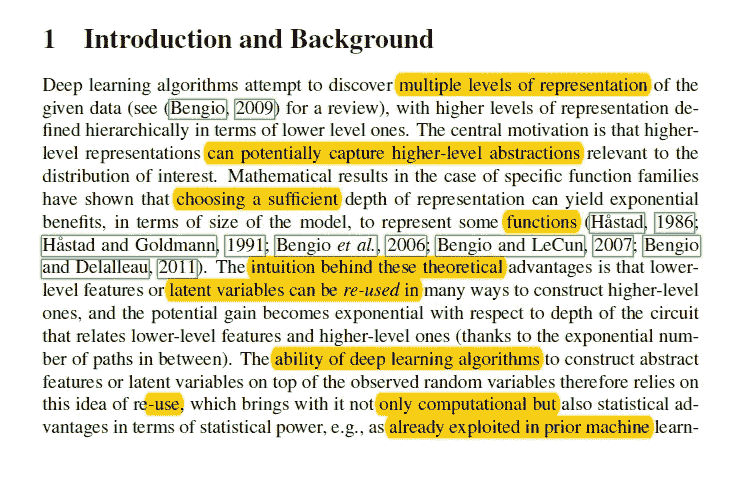 1 Introduction and Background
Deep learning algorithms attempt to discover multiple levels of representation of the
given data (see (Bengio, 2009) for a review), with higher levels of representation de-
fined hierarchically in terms of lower level ones. The central motivation is that higher-
level representations can potentially capture higher-level abstractions relevant to the
distribution of interest. Mathematical results in the case of specific function families
have shown that choosing a sufficient depth of representation can yield exponential
benefits, in terms of size of the model, to represent some functions (Håstad, 1986;
Håstad and Goldmann, 1991; Bengio et al., 2006; Bengio and LeCun, 2007; Bengio
and Delalleau, 2011). The intuition behind these theoretical advantages is that lower-
level features or latent variables can be re-used in many ways to construct higher-level
ones, and the potential gain becomes exponential with respect to depth of the circuit
that relates lower-level features and higher-level ones (thanks to the exponential num-
ber of paths in between). The ability of deep learning algorithms to construct abstract
features or latent variables on top of the observed random variables therefore relies on
this idea of re-use, which brings with it not only computational but also statistical ad-
vantages in terms of statistical power, e.g., as already exploited in prior machine learn-